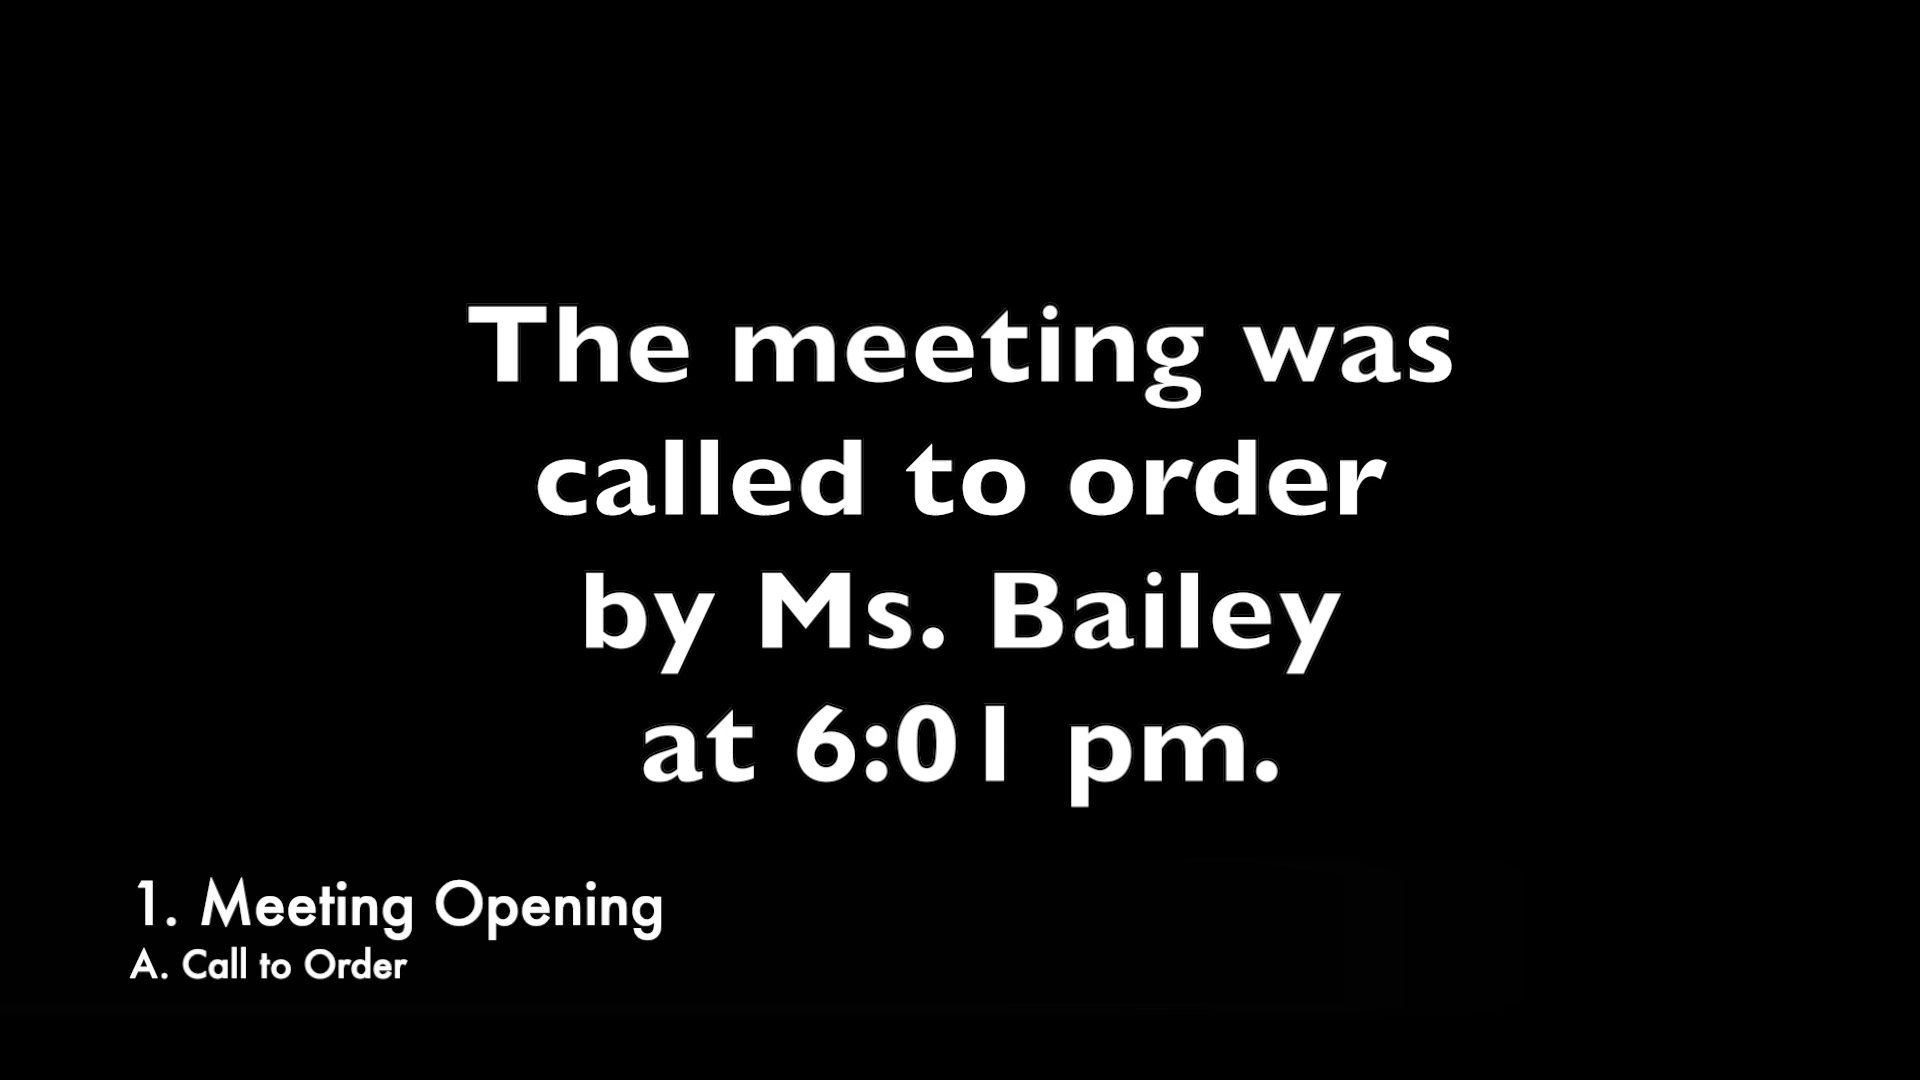 The meeting was
called to order
by Ms. Bailey
at 6:01 pm.
1. Meeting Opening
A. Call to Order